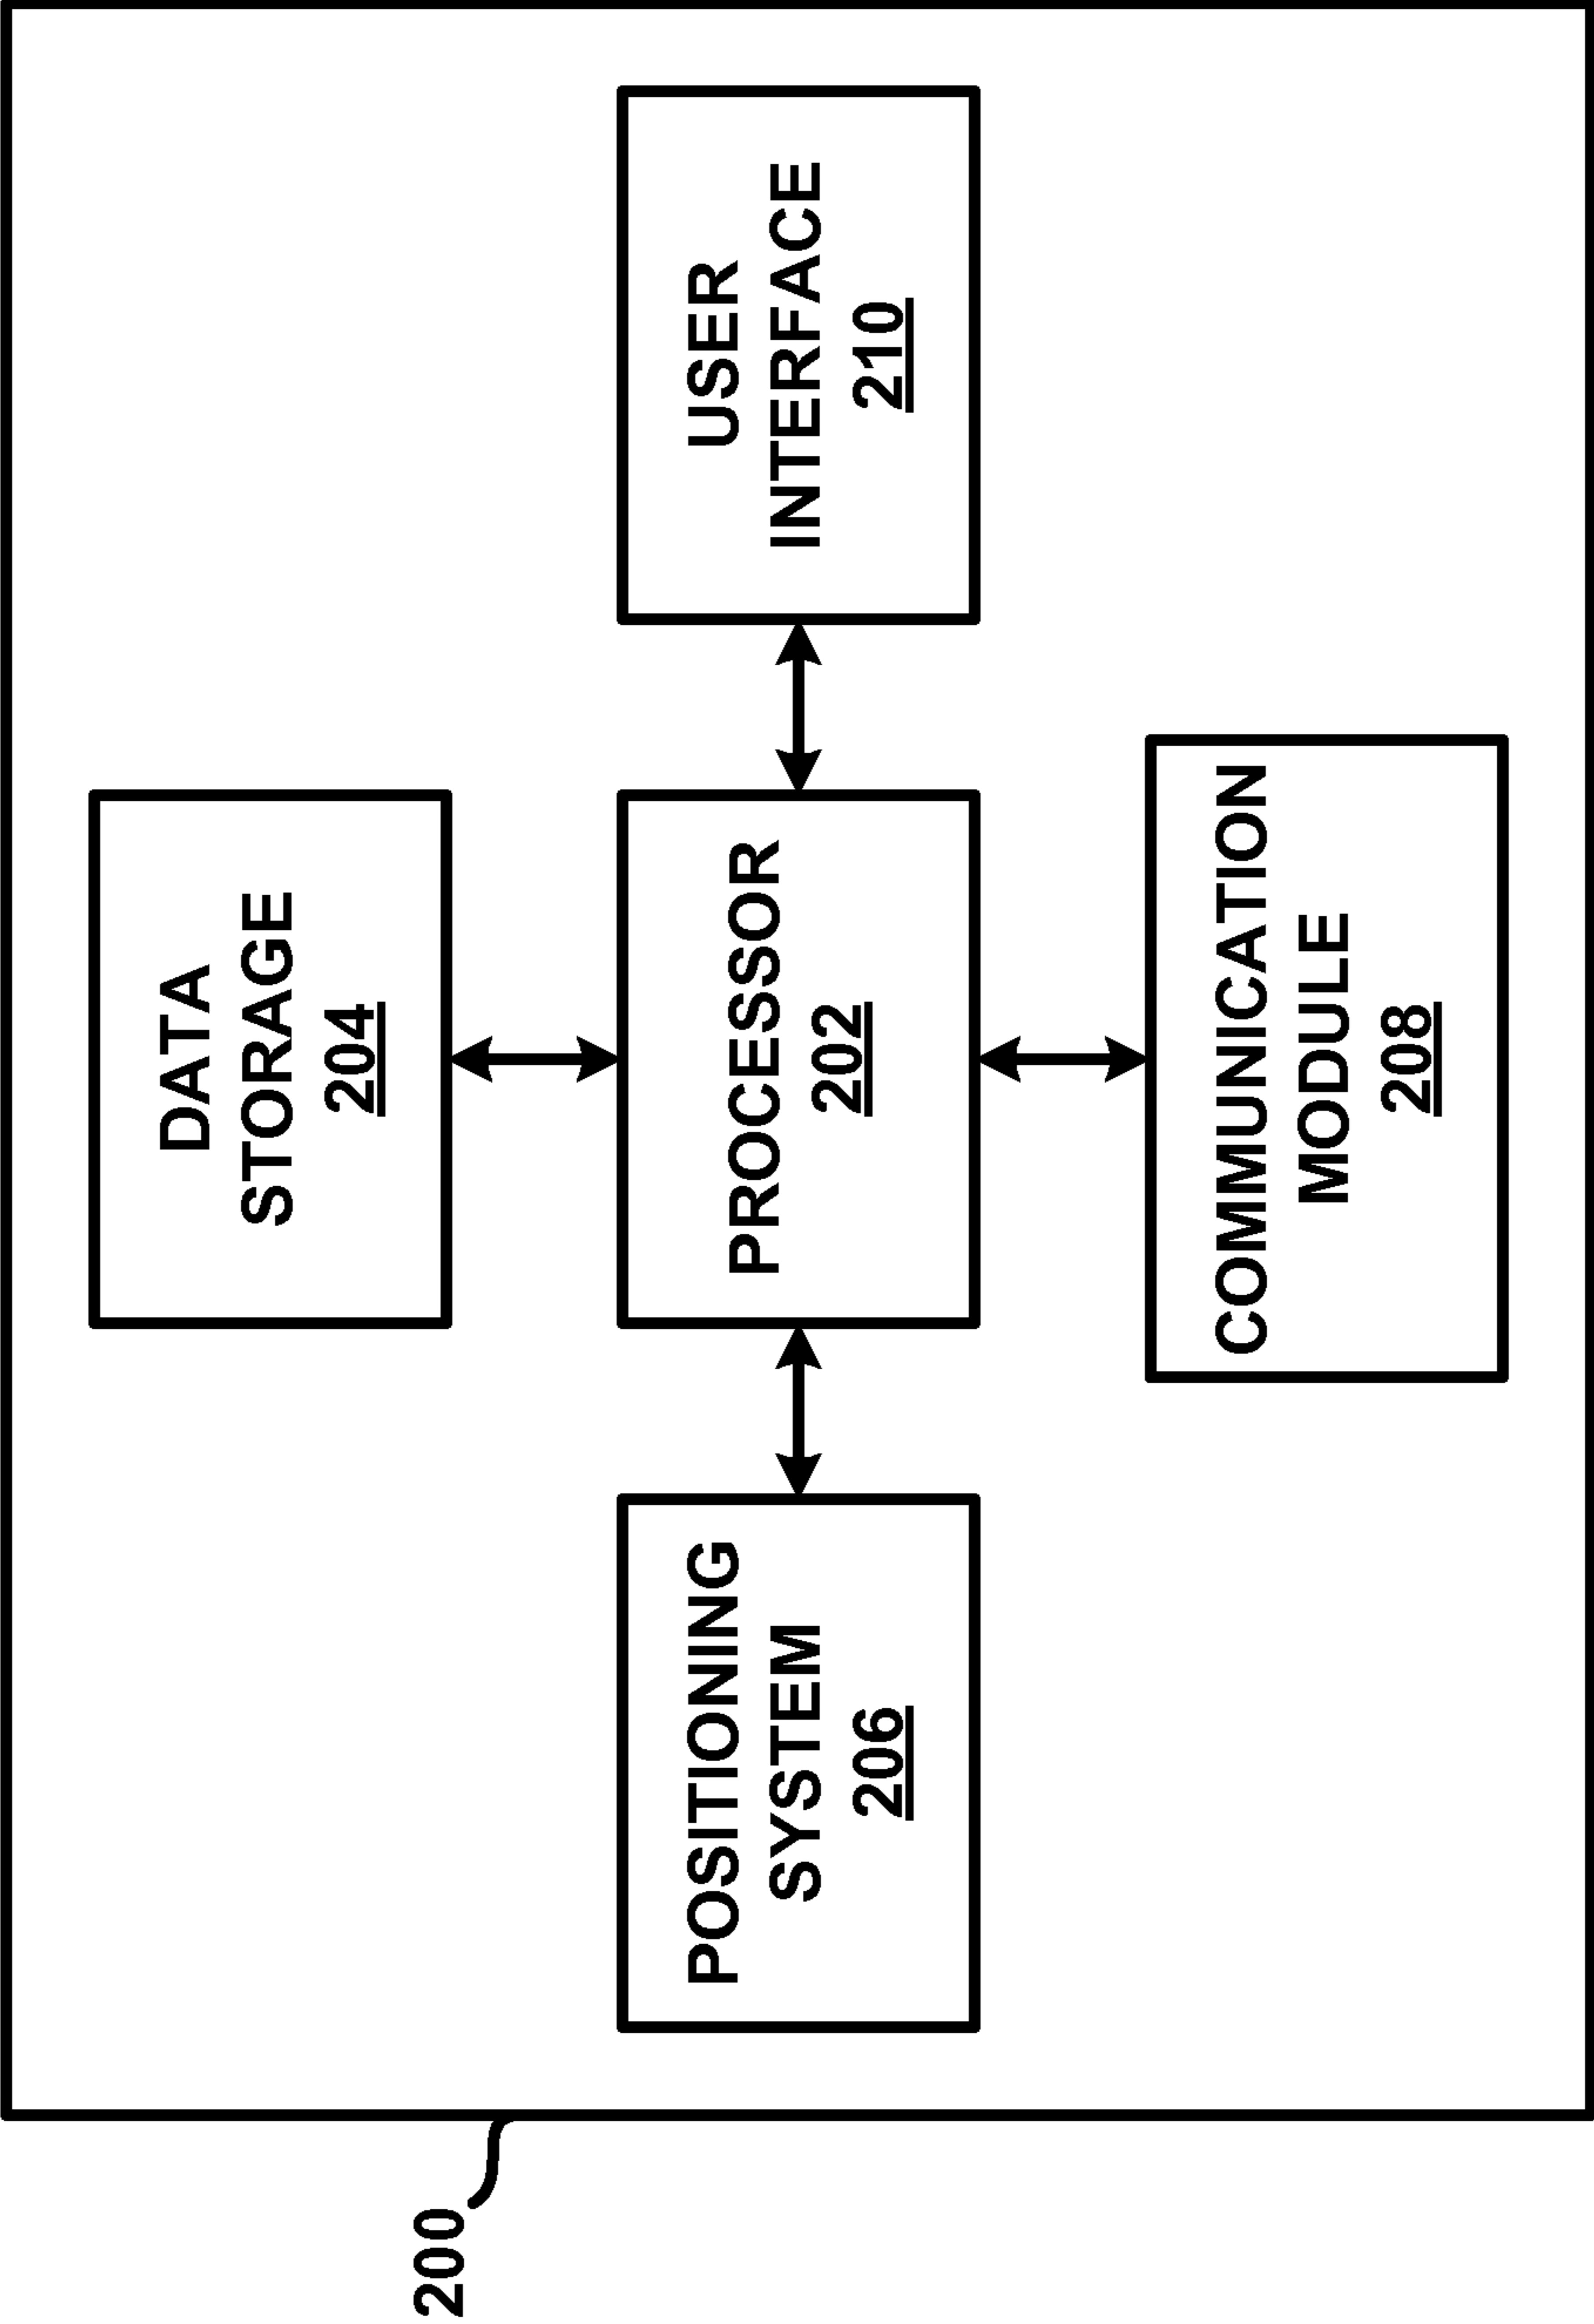 200
DATA
STORAGE
204
POSITIONING
SYSTEM
206
PROCESSOR
202
USER
INTERFACE
210
COMMUNICATION
MODULE
208